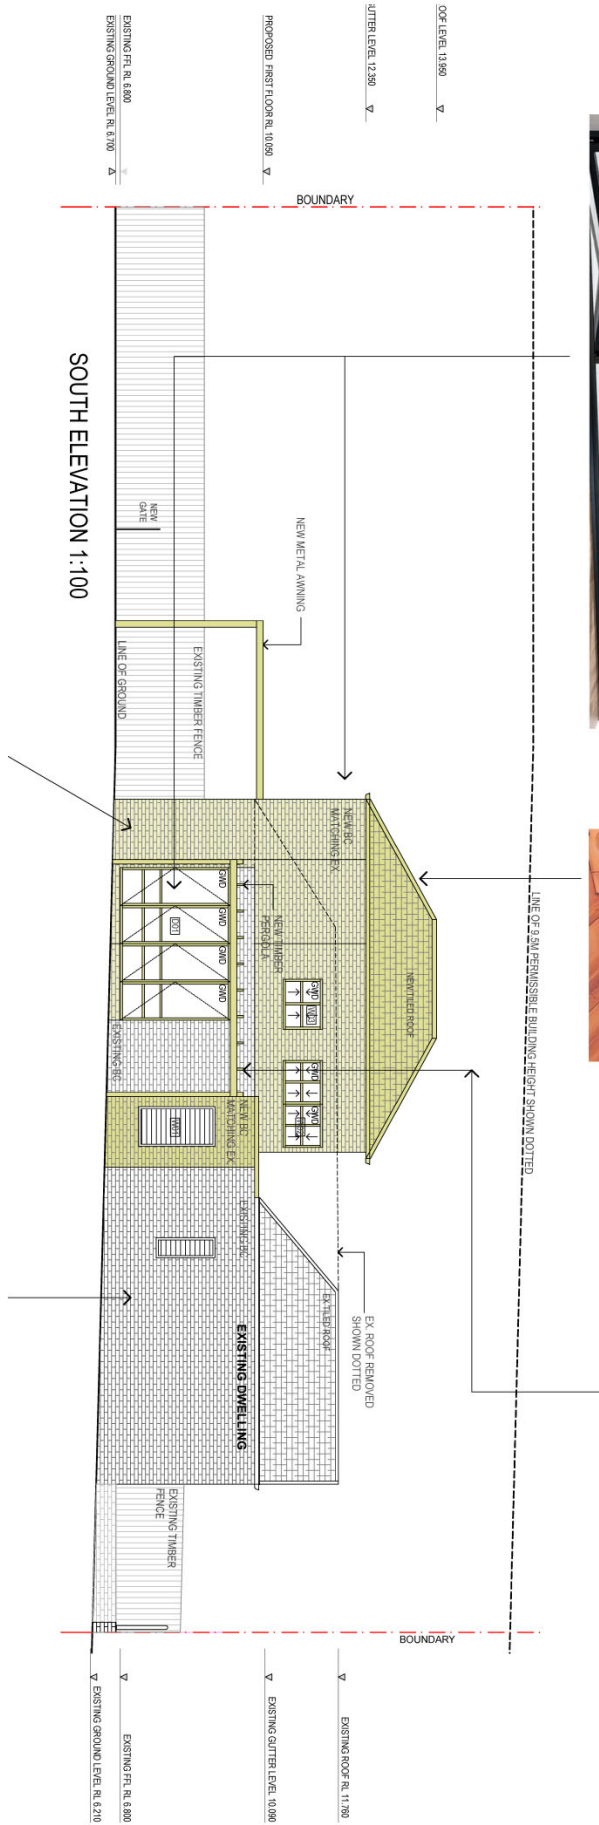 OOF LEVEL 13.950
GUTTER LEVEL 12.350
PROPOSED FIRST FLOOR RL 10.050
EXISTING FFL RL 6.800
EXISTING GROUND LEVEL RL 6.700
BOUNDARY
LINE OF 9.5M PERMISSIBLE BUILDING HEIGHT SHOWN DOTTED
NEW METAL AWNING
NEW
GATE
EXISTING TIMBER FENCE
LINE OF GROUND
NEW TILED ROOF
NEW BC
MATCHING EX.
NEW TIMBER
PERGOLA
GWD
GWD
GWD
GWD
D01
GWD
GWD
GWD
EXISTING BC
NEW BC
MATCHING EX.
EXISTING BC
EX.TILED ROOF
EX. ROOF REMOVED
SHOWN DOTTED
EXISTING DWELLING
EXISTING TIMBER
FENCE
BOUNDARY
EXISTING ROOF RL 11.760
EXISTING GUTTER LEVEL 10.090
EXISTING FFL RL 6.800
EXISTING GROUND LEVEL RL 6.210
SOUTH ELEVATION 1:100